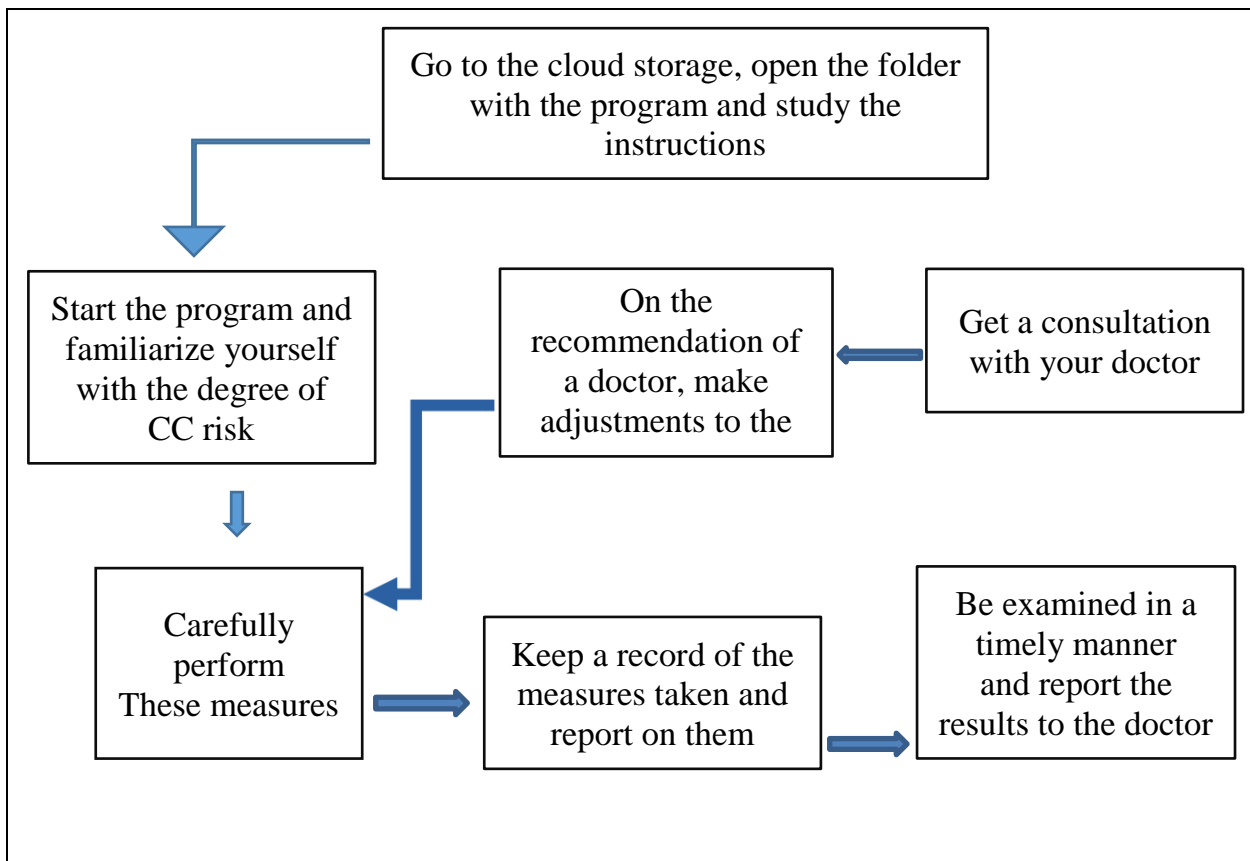 Go to the cloud storage, open the folder
with the program and study the
instructions
Start the program and
familiarize yourself
with the degree of
CC risk
On the
recommendation of
a doctor, make
adjustments to the
Get a consultation
with your doctor
Carefully
perform
These measures
Keep a record of the
measures taken and
report on them
Be examined in a
timely manner
and report the
results to the doctor